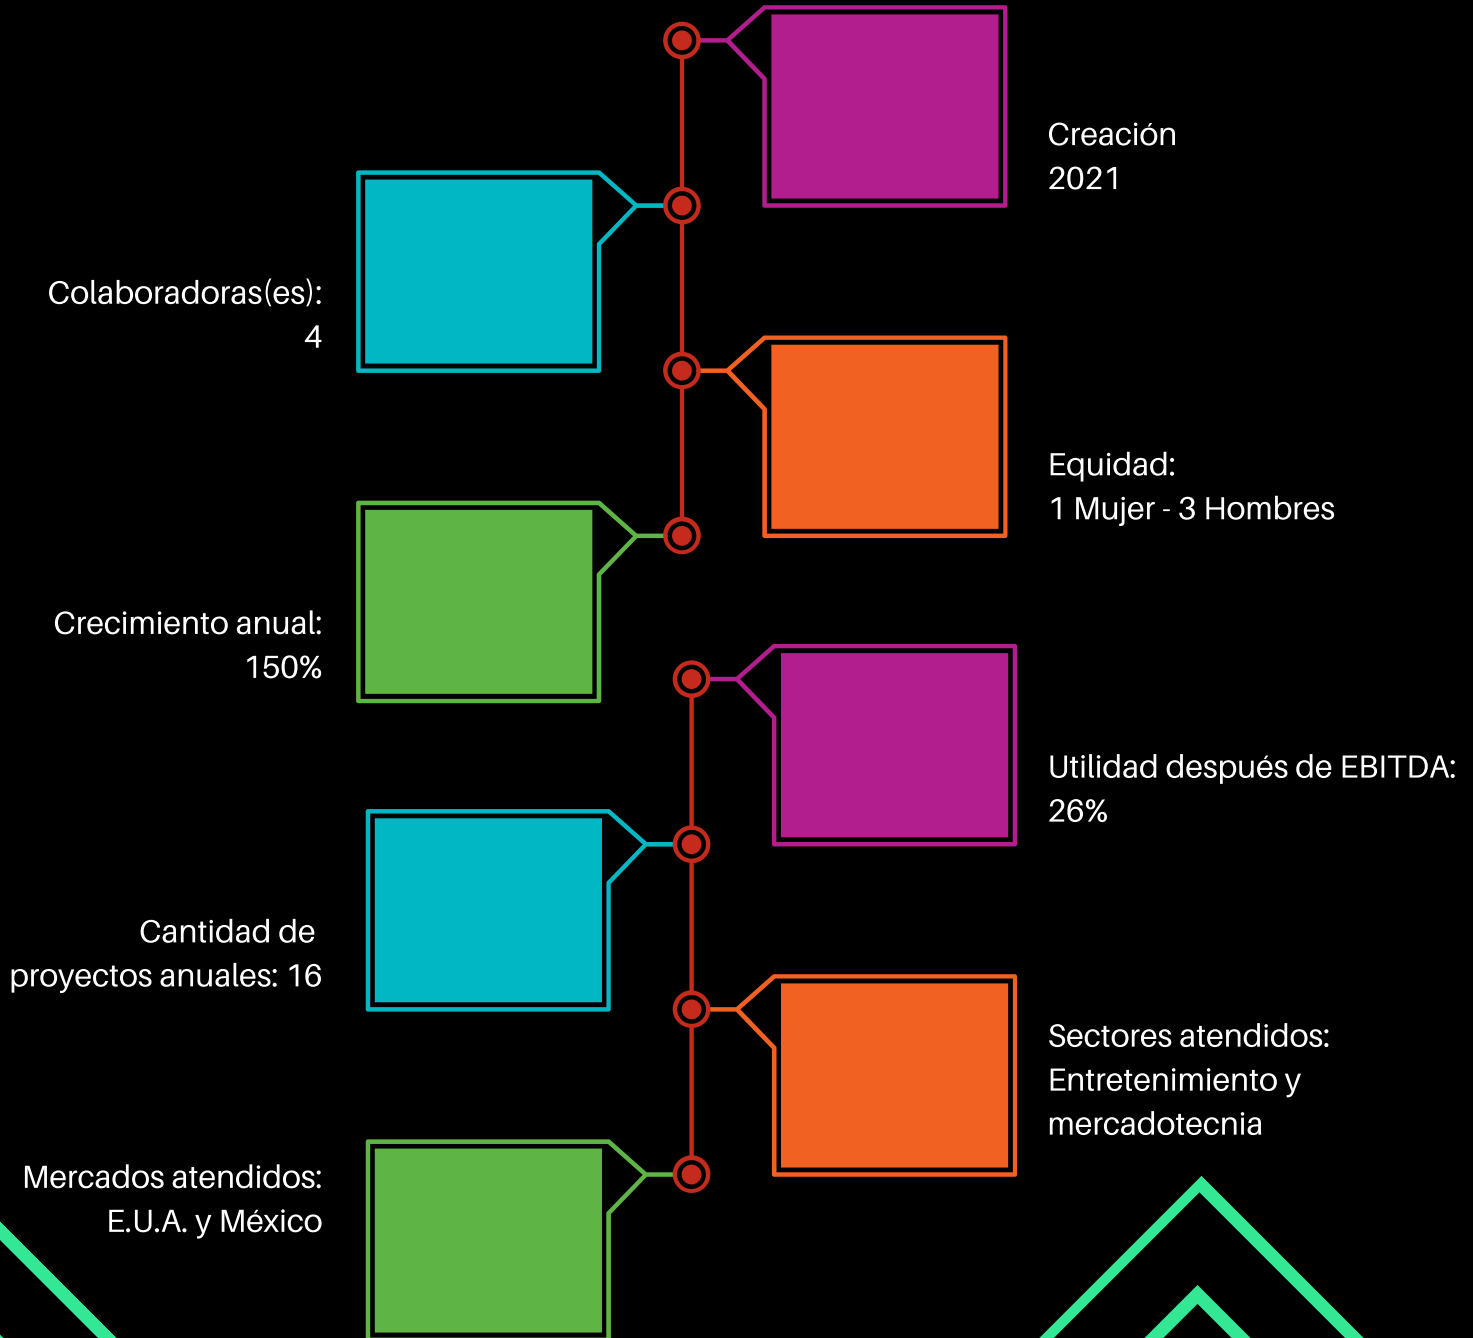 Creación
2021
Colaboradoras(es):
4
Equidad:
1 Mujer - 3 Hombres
Crecimiento anual:
150%
Utilidad después de EBITDA:
26%
Cantidad de
proyectos anuales: 16
Sectores atendidos:
Entretenimiento y
mercadotecnia
Mercados atendidos:
E.U.A. y México